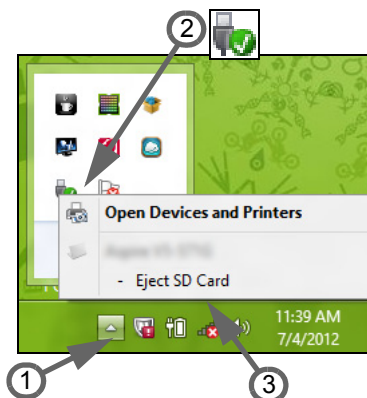 2
Open Devices and Printers
- Eject SD Card
11:39 AM
7/4/2012
1
3